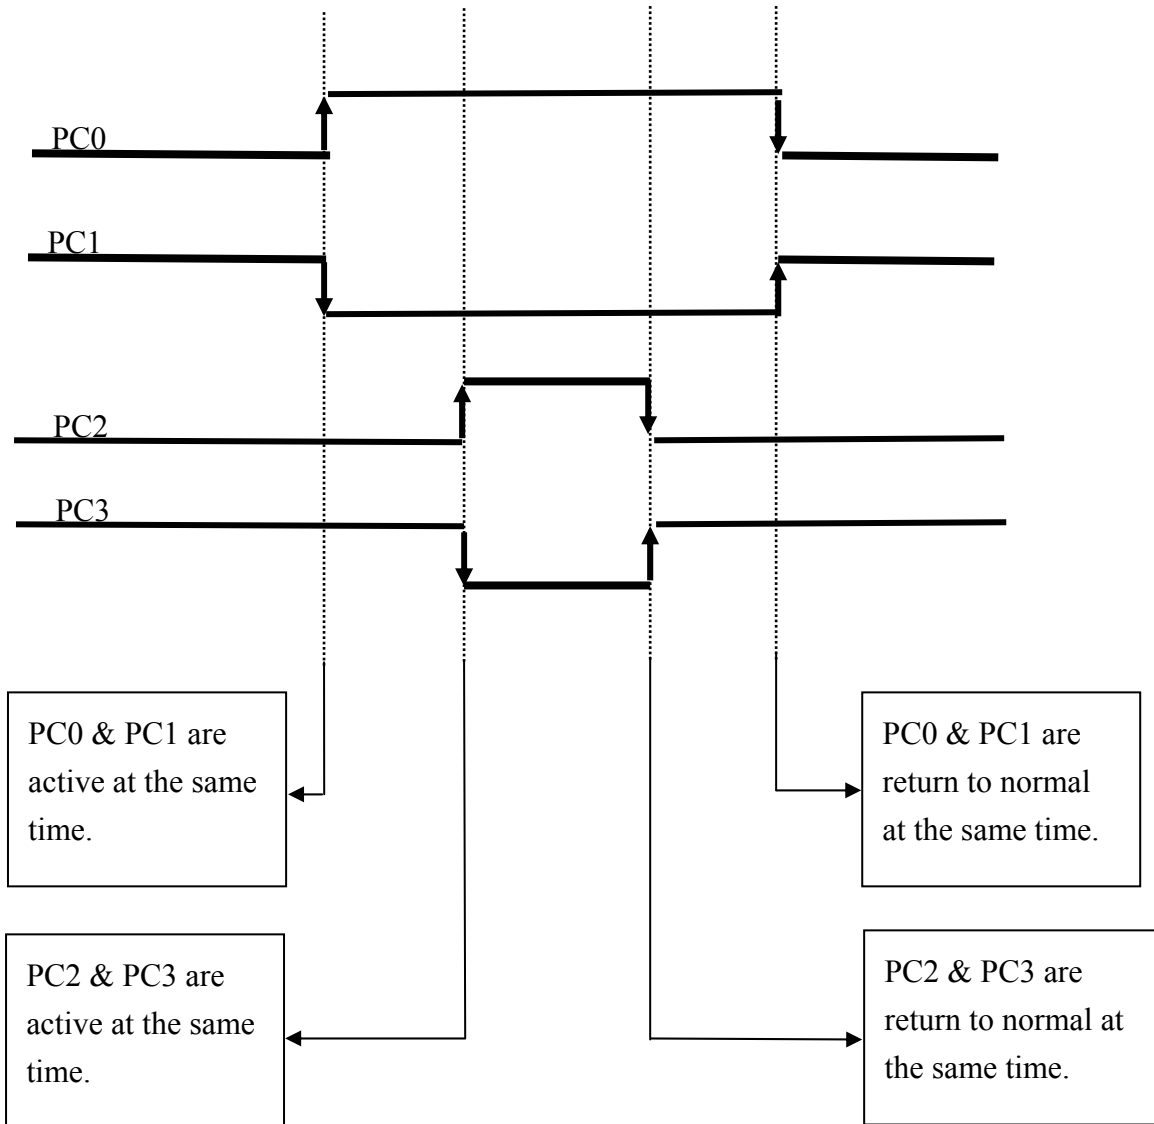 PC0
PC1
PC2
PC3
PC0 & PC1 are
active at the same
time.
PC0 & PC1 are
return to normal
at the same time.
PC2 & PC3 are
active at the same
time.
PC2 & PC3 are
return to normal at
the same time.